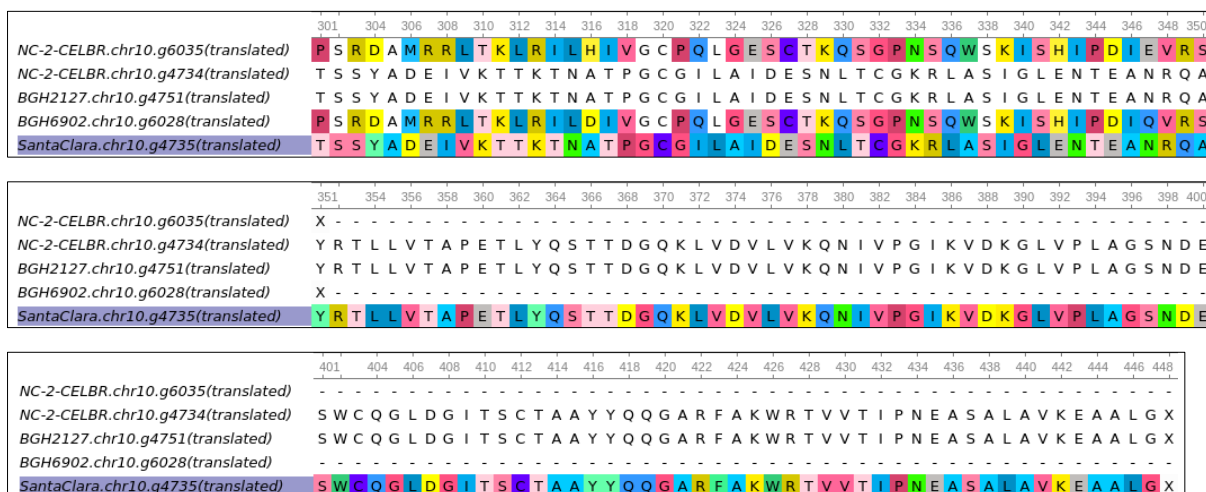 301 304 306 308 310 312 314 316 318 320 322 324 326 328 330 332 334 336 338 340 342 344 346 348 350
NC-2-CELBR.chr10.g6035(translated) P S R D A M R R L T K L R I L H I V G C P Q L G E S C T K Q S G P N S Q W S K I S H I P D I E V R S
NC-2-CELBR.chr10.g4734(translated) T S S Y A D E I V K T T K T N A T P G C G I L A I D E S N L T C G K R L A S I G L E N T E A N R Q A
BGH2127.chr10.g4751(translated) T S S Y A D E I V K T T K T N A T P G C G I L A I D E S N L T C G K R L A S I G L E N T E A N R Q A
BGH6902.chr10.g6028(translated) P S R D A M R R L T K L R I L D I V G C P Q L G E S C T K Q S G P N S Q W S K I S H I P D I Q V R S
SantaClara.chr10.g4735(translated) T S S Y A D E I V K T T K T N A T P G C G I L A I D E S N L T C G K R L A S I G L E N T E A N R Q A
351 354 356 358 360 362 364 366 368 370 372 374 376 378 380 382 384 386 388 390 392 394 396 398 400
NC-2-CELBR.chr10.g6035(translated) X - - - - - - - - - - - - - - - - - - - - - - - - - - - - - - - - - - - - - - - - - - - - - - - - -
NC-2-CELBR.chr10.g4734(translated) Y R T L L V T A P E T L Y Q S T T D G Q K L V D V L V K Q N I V P G I K V D K G L V P L A G S N D E
BGH2127.chr10.g4751(translated) Y R T L L V T A P E T L Y Q S T T D G Q K L V D V L V K Q N I V P G I K V D K G L V P L A G S N D E
BGH6902.chr10.g6028(translated) X - - - - - - - - - - - - - - - - - - - - - - - - - - - - - - - - - - - - - - - - - - - - - - - - -
SantaClara.chr10.g4735(translated) Y R T L L V T A P E T L Y Q S T T D G Q K L V D V L V K Q N I V P G I K V D K G L V P L A G S N D E
401 404 406 408 410 412 414 416 418 420 422 424 426 428 430 432 434 436 438 440 442 444 446 448
NC-2-CELBR.chr10.g6035(translated) - - - - - - - - - - - - - - - - - - - - - - - - - - - - - - - - - - - - - - - - - - - - - - - -
NC-2-CELBR.chr10.g4734(translated) S W C Q G L D G I T S C T A A Y Y Q Q G A R F A K W R T V V T I P N E A S A L A V K E A A L G X
BGH2127.chr10.g4751(translated) S W C Q G L D G I T S C T A A Y Y Q Q G A R F A K W R T V V T I P N E A S A L A V K E A A L G X
BGH6902.chr10.g6028(translated) - - - - - - - - - - - - - - - - - - - - - - - - - - - - - - - - - - - - - - - - - - - - - - - -
SantaClara.chr10.g4735(translated) S W C Q G L D G I T S C T A A Y Y Q Q G A R F A K W R T V V T I P N E A S A L A V K E A A L G X